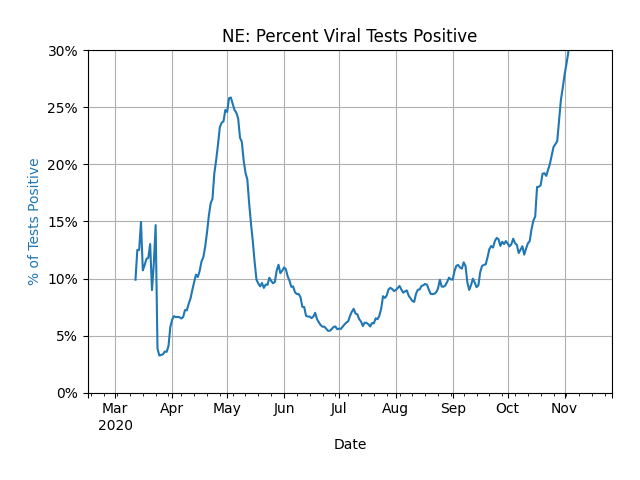 NE: Percent Viral Tests Positive
% of Tests Positive
30%
25%
20%
15%
10%
5%
0%
Mar Apr May Jun Jul Aug Sep Oct Nov
2020
Date